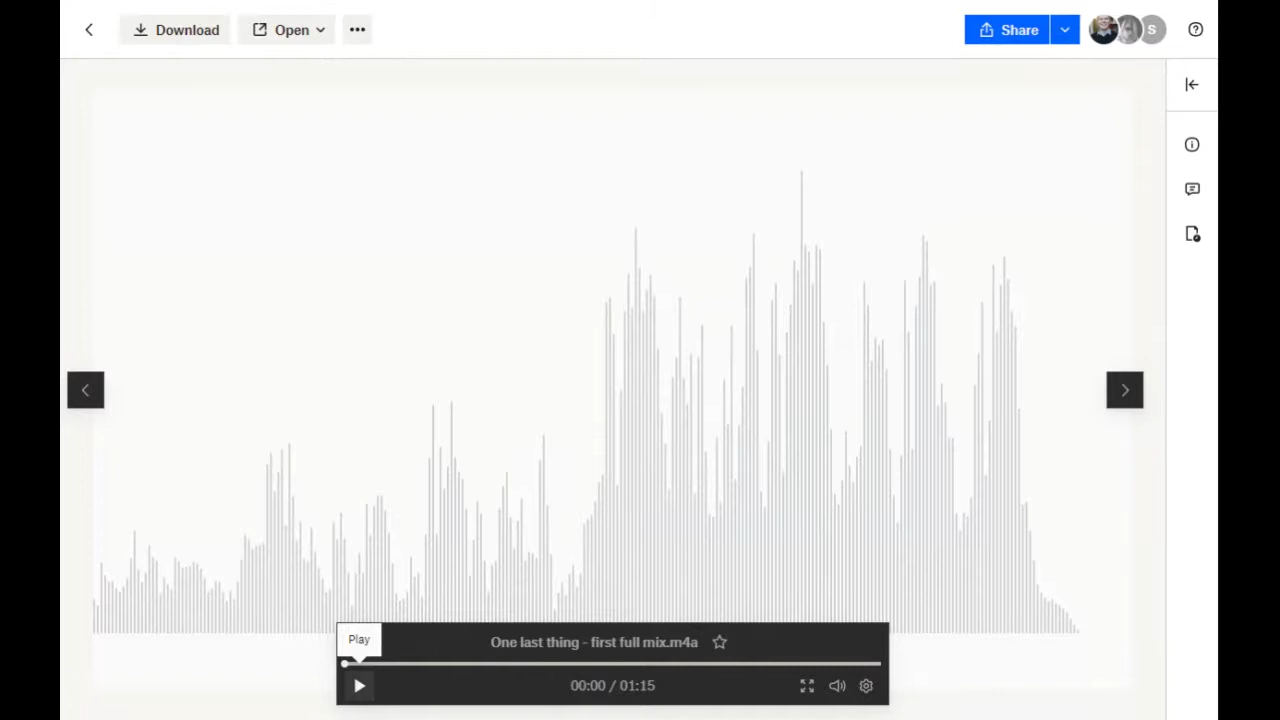 Download
Open
Share
S
Play
One last thing - first full mix.m4a
00:00 / 01:15